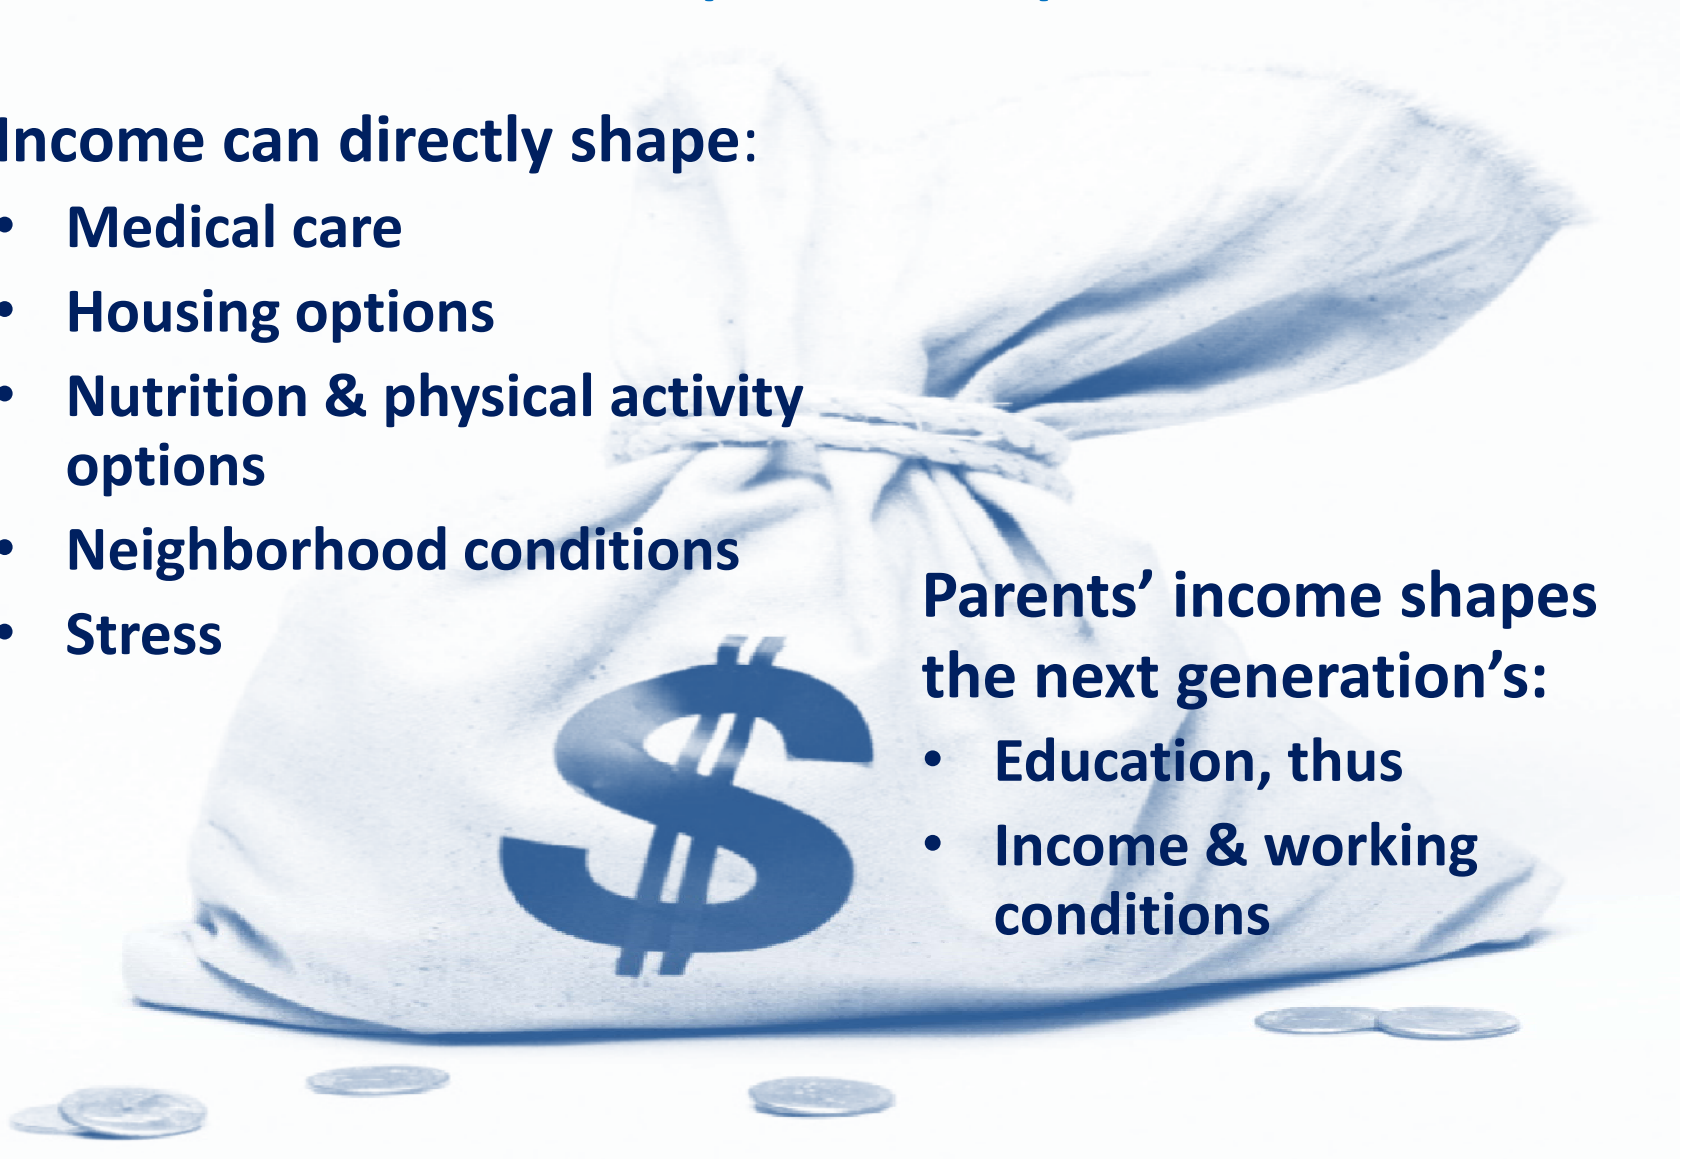 Income can directly shape:
• Medical care
• Housing options
• Nutrition & physical activity
options
• Neighborhood conditions
• Stress
Parents’ income shapes
the next generation’s:
• Education, thus
• Income & working
conditions
$